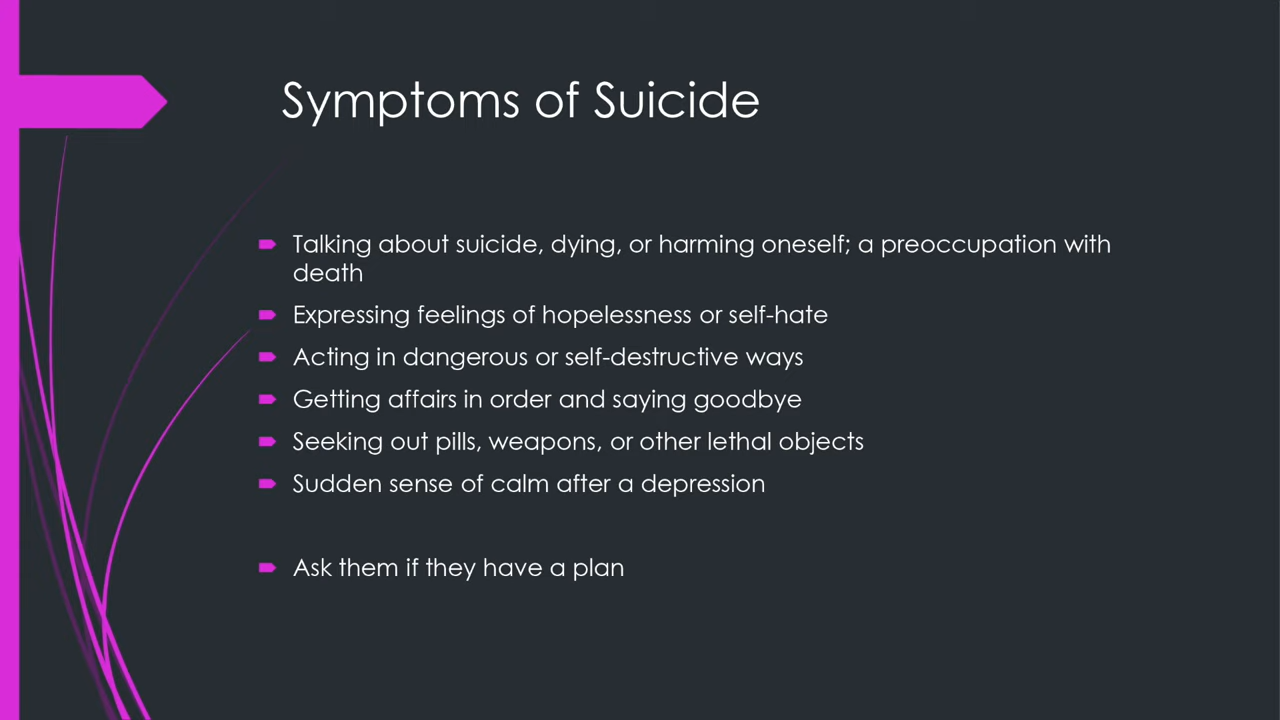 Symptoms of Suicide
Talking about suicide, dying, or harming oneself; a preoccupation with
death
Expressing feelings of hopelessness or self-hate
Acting in dangerous or self-destructive ways
Getting affairs in order and saying goodbye
Seeking out pills, weapons, or other lethal objects
Sudden sense of calm after a depression
Ask them if they have a plan